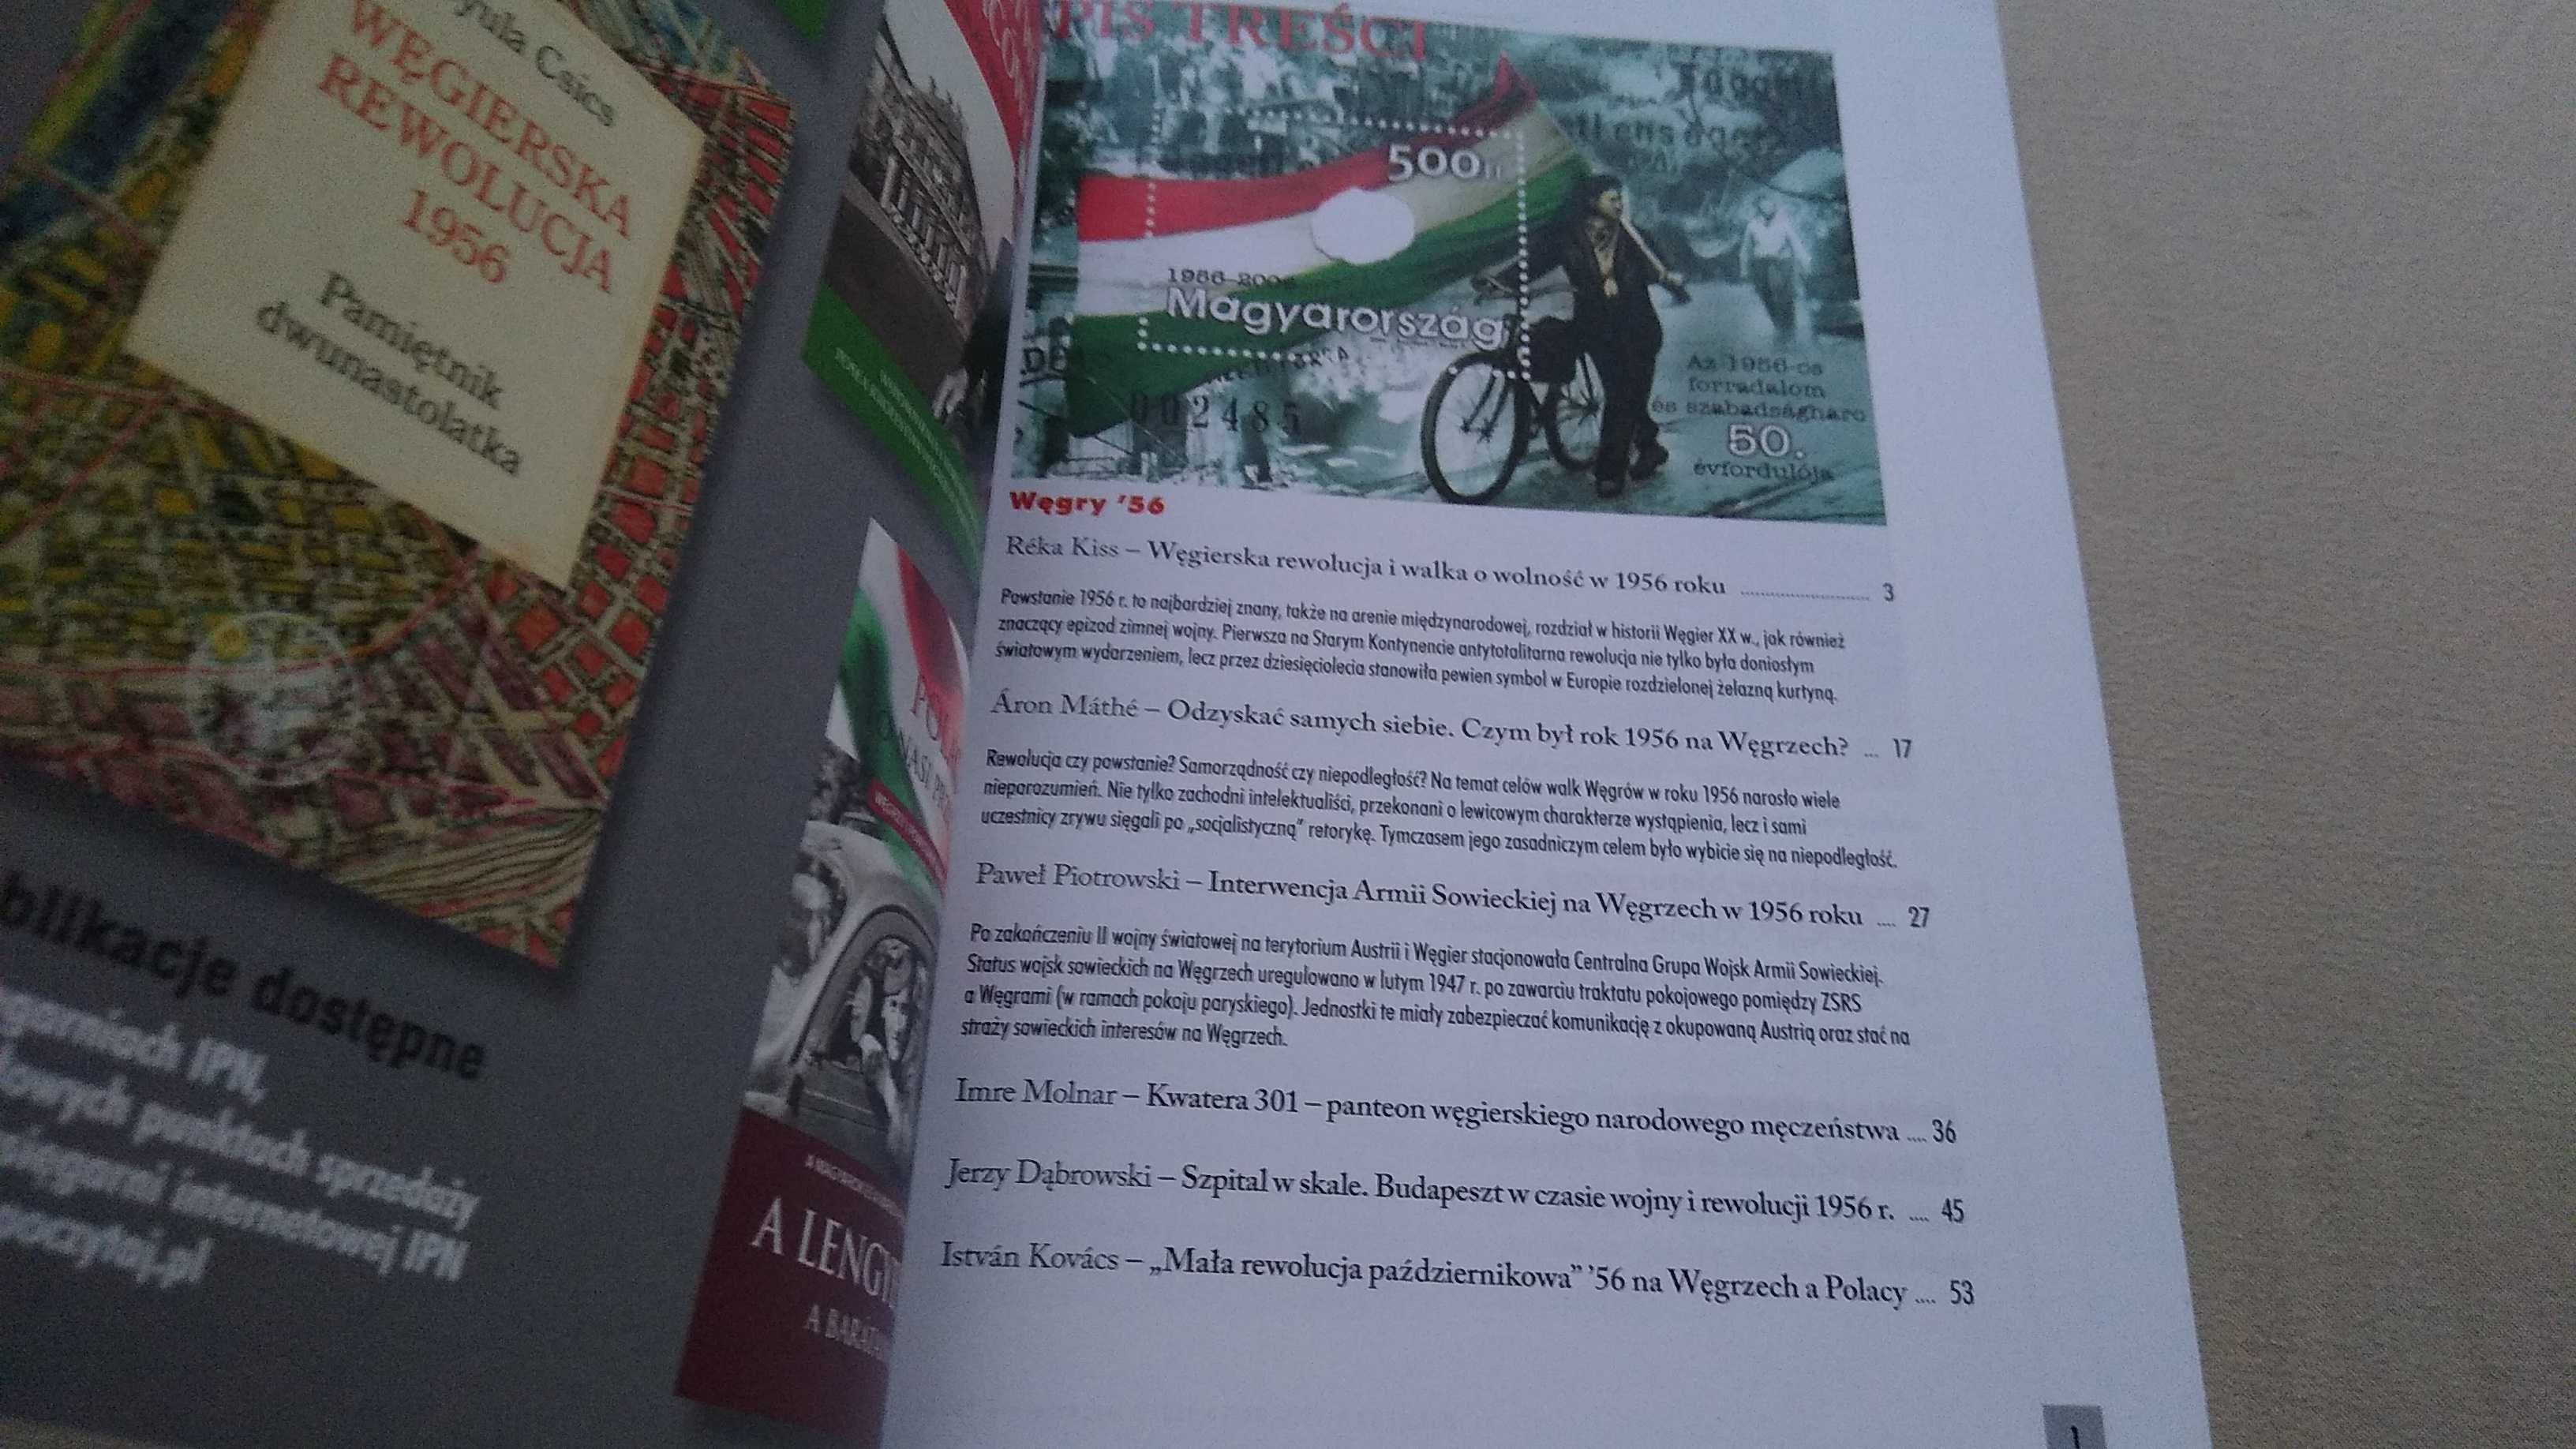 Csics
WĘGIERSKA
REWOLUCJA
1956
Pamiętnik
dwunastolatka
dostępne
IPN,
punktach sprzedaży
internetowej IPN
A LENGY
A BARÁT
PIS TREŚCI
500
Magyarország
002485
Az 1956-os
forradalom
és szabadságharc
50.
évfordulója
Węgry ’56
Réka Kiss – Węgierska rewolucja i walka o wolność w 1956 roku ........................... 3
Powstanie 1956 r. to najbardziej znany, także na arenie międzynarodowej, rozdział w historii Węgier XX w., jak również
znaczący epizod zimnej wojny. Pierwsza na Starym Kontynencie antytotalitarna rewolucja nie tylko była doniosłym
światowym wydarzeniem, lecz przez dziesięciolecia stanowiła pewien symbol w Europie rozdzielonej żelazną kurtyną.
Áron Máthé – Odzyskać samych siebie. Czym był rok 1956 na Węgrzech? ... 17
Rewolucja czy powstanie? Samorządność czy niepodległość? Na temat celów walk Węgrów w roku 1956 narosło wiele
nieporozumień. Nie tylko zachodni intelektualiści, przekonani o lewicowym charakterze wystąpienia, lecz i sami
uczestnicy zrywu sięgali po „socjalistyczną” retorykę. Tymczasem jego zasadniczym celem było wybicie się na niepodległość.
Paweł Piotrowski – Interwencja Armii Sowieckiej na Węgrzech w 1956 roku .... 27
Po zakończeniu II wojny światowej na terytorium Austrii i Węgier stacjonowała Centralna Grupa Wojsk Armii Sowieckiej.
Status wojsk sowieckich na Węgrzech uregulowano w lutym 1947 r. po zawarciu traktatu pokojowego pomiędzy ZSRS
a Węgrami (w ramach pokoju paryskiego). Jednostki te miały zabezpieczać komunikację z okupowaną Austrią oraz stać na
straży sowieckich interesów na Węgrzech.
Imre Molnar – Kwatera 301 – panteon węgierskiego narodowego męczeństwa .... 36
Jerzy Dąbrowski – Szpital w skale. Budapeszt w czasie wojny i rewolucji 1956 r. .... 45
István Kovács – „Mała rewolucja październikowa” ’56 na Węgrzech a Polacy .... 53
1